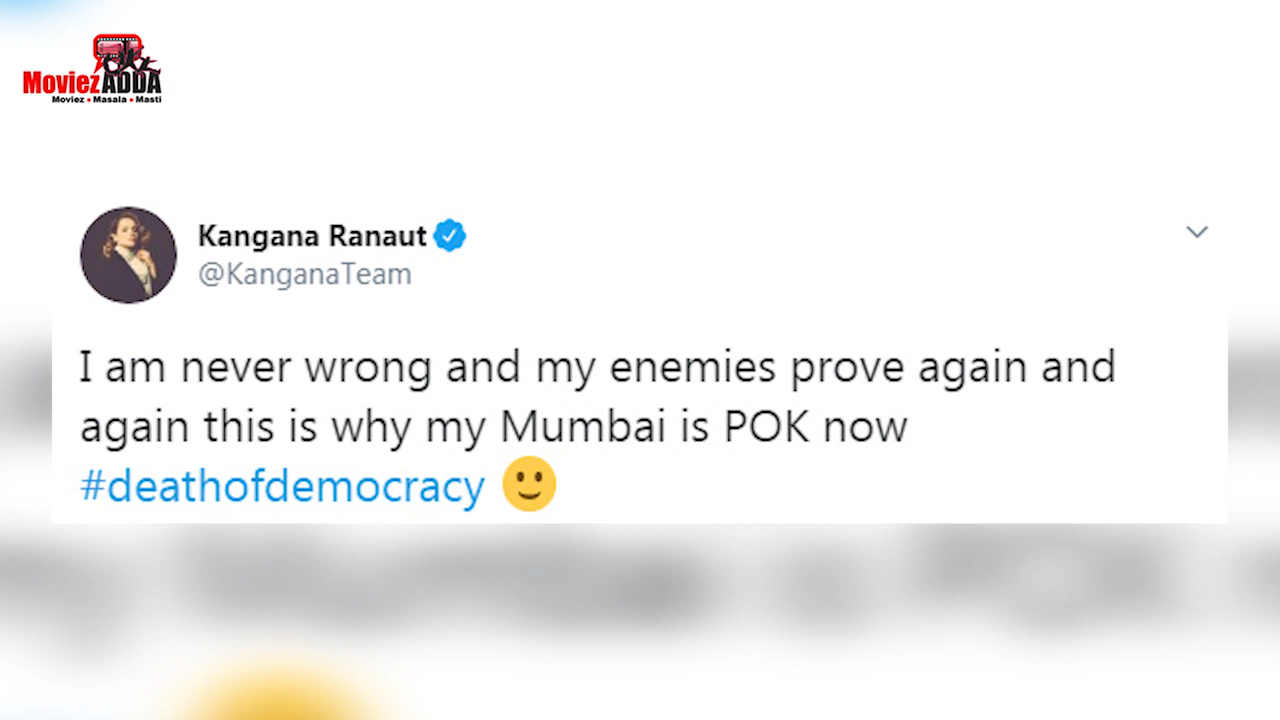 MoviezADDA
Moviez • Masala • Masti
Kangana Ranaut
@KanganaTeam
I am never wrong and my enemies prove again and
again this is why my Mumbai is POK now
#deathofdemocracy 🙂